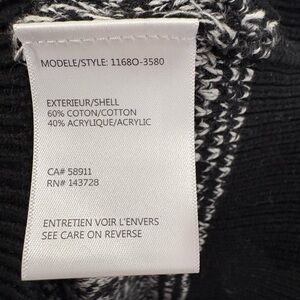 MODELE/STYLE: 1168O-3580
EXTERIEUR/SHELL
60% COTON/COTTON
40% ACRYLIQUE/ACRYLIC
CA# 58911
RN# 143728
ENTRETIEN VOIR L'ENVERS
SEE CARE ON REVERSE